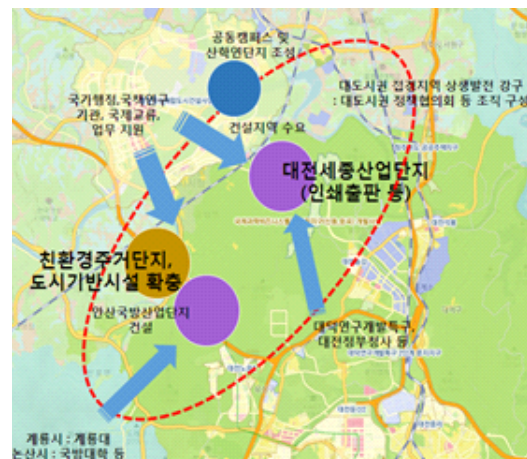 공동캠퍼스 및
산학연단지 조성
국가행정,국책연구
기관, 국제교류,
업무 지원
대도시권 접경지역 상생발전 강구
: 대도시권 정책협의회 등 조직 구성
건설지역 수요
대전세종산업단지
(인쇄출판 등)
친환경주거단지,
도시기반시설 확충
안산국방산업단지
건설
대덕연구개발특구,
대전정부청사 등
계룡시 : 계룡대
논산시 : 국방대학 등